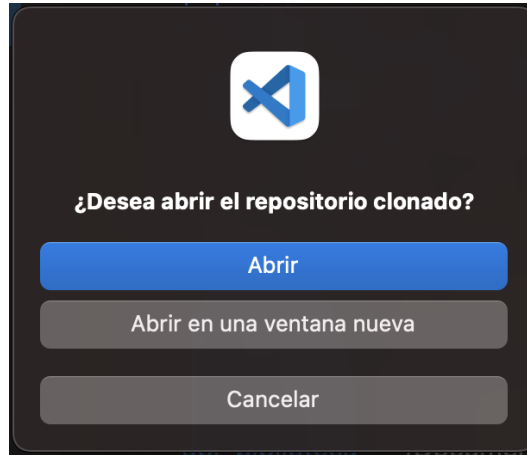 ¿Desea abrir el repositorio clonado?
Abrir
Abrir en una ventana nueva
Cancelar